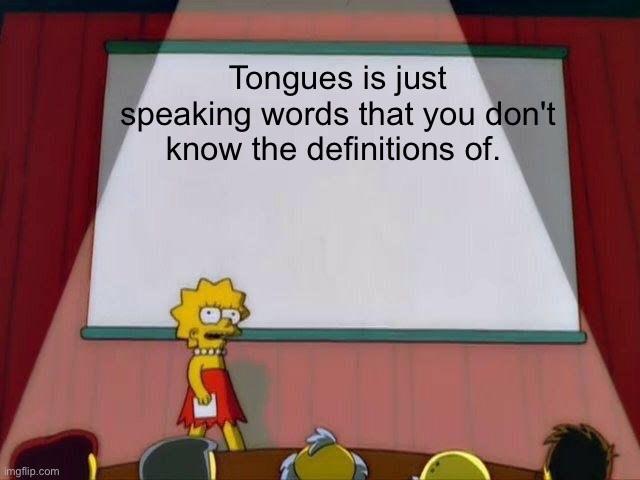 Tongues is just
speaking words that you don't
know the definitions of.
imgflip.com